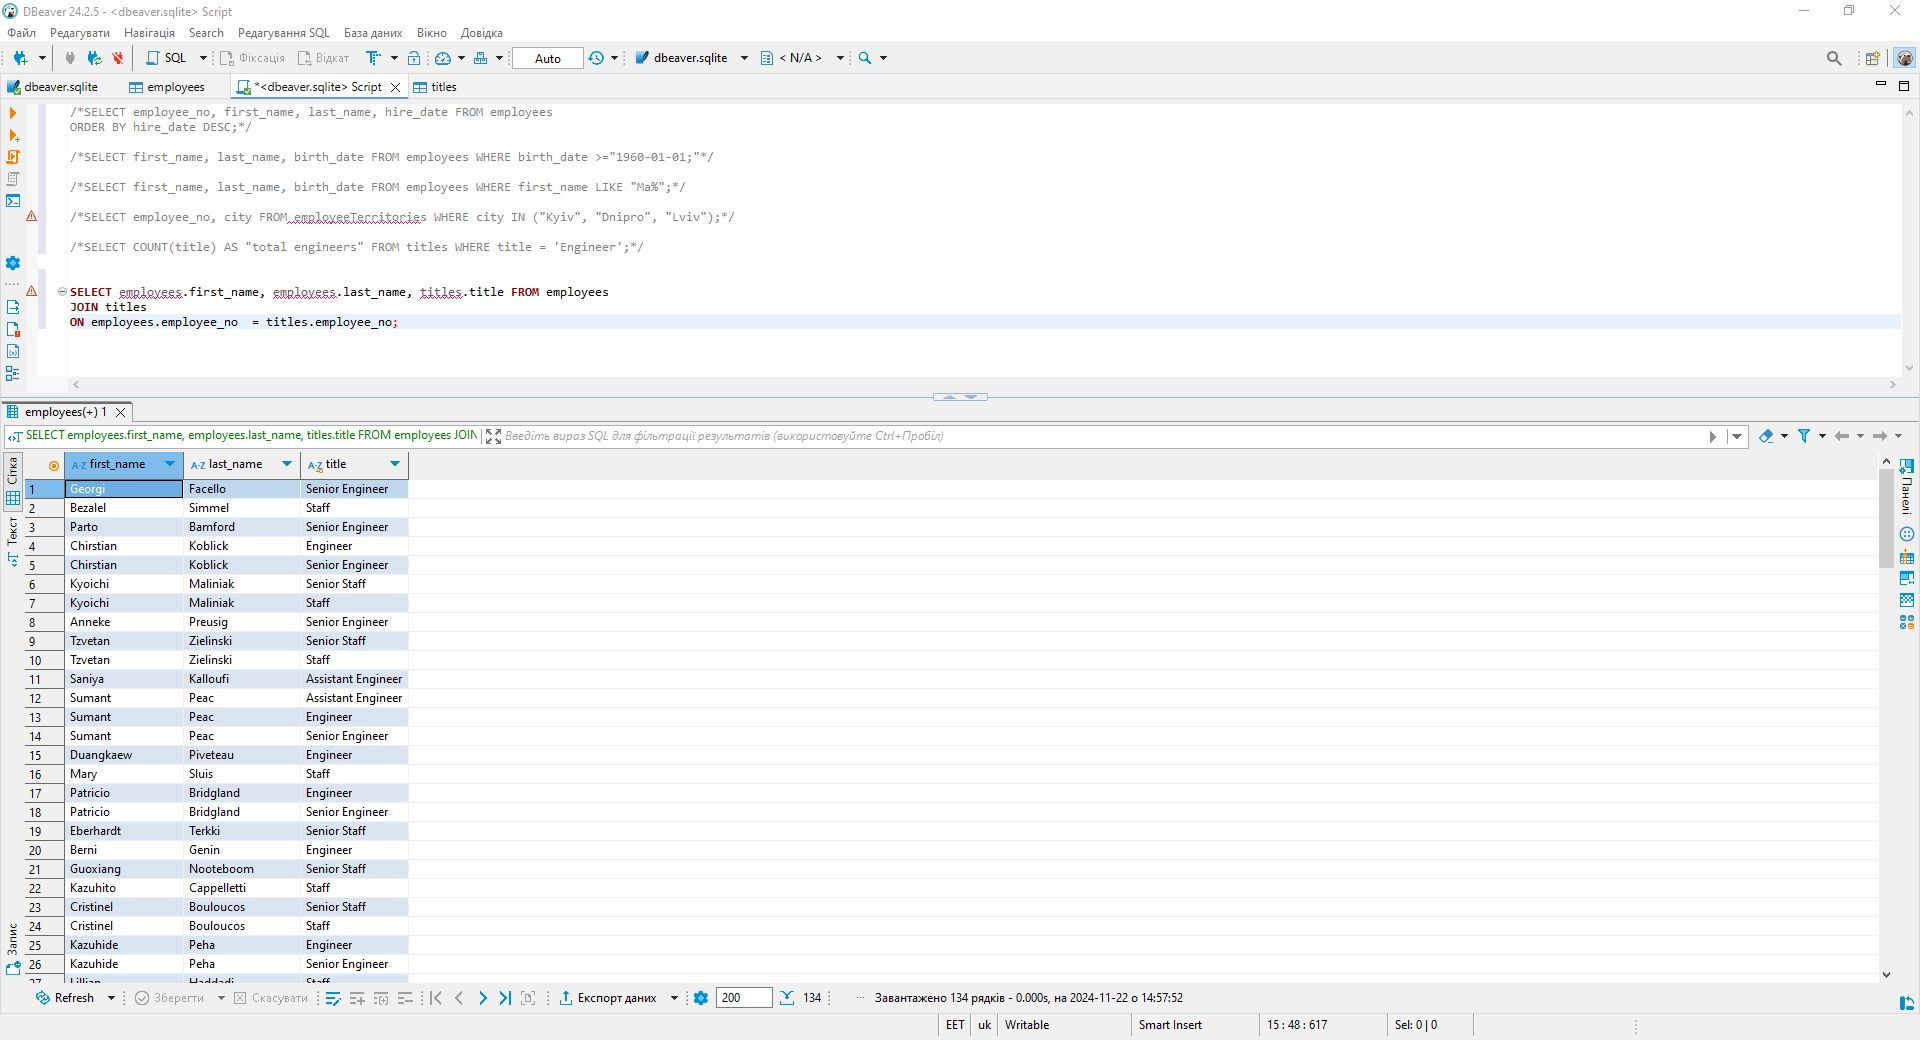 DBeaver 24.2.5 - <dbeaver.sqlite> Script
Файл Редагувати Навігація Search Редагування SQL База даних Вікно Довідка
SQL Фіксація Відкат Auto dbeaver.sqlite < N/A >
dbeaver.sqlite employees *<dbeaver.sqlite> Script titles
/*SELECT employee_no, first_name, last_name, hire_date FROM employees
ORDER BY hire_date DESC;*/
/*SELECT first_name, last_name, birth_date FROM employees WHERE birth_date >="1960-01-01;"*/
/*SELECT first_name, last_name, birth_date FROM employees WHERE first_name LIKE "Ma%";*/
/*SELECT employee_no, city FROM employeeTerritories WHERE city IN ("Kyiv", "Dnipro", "Lviv");*/
/*SELECT COUNT(title) AS "total engineers" FROM titles WHERE title = 'Engineer';*/
SELECT employees.first_name, employees.last_name, titles.title FROM employees
JOIN titles
ON employees.employee_no  = titles.employee_no;
employees(+) 1
SELECT employees.first_name, employees.last_name, titles.title FROM employees JOIN Введіть вираз SQL для фільтрації результатів (використовуйте Ctrl+Пробіл)
Сітка
Текст
Запис
Панелі
A-Z first_name A-Z last_name A-Z title
1 Georgi Facello Senior Engineer
2 Bezalel Simmel Staff
3 Parto Bamford Senior Engineer
4 Chirstian Koblick Engineer
5 Chirstian Koblick Senior Engineer
6 Kyoichi Maliniak Senior Staff
7 Kyoichi Maliniak Staff
8 Anneke Preusig Senior Engineer
9 Tzvetan Zielinski Senior Staff
10 Tzvetan Zielinski Staff
11 Saniya Kalloufi Assistant Engineer
12 Sumant Peac Assistant Engineer
13 Sumant Peac Engineer
14 Sumant Peac Senior Engineer
15 Duangkaew Piveteau Engineer
16 Mary Sluis Staff
17 Patricio Bridgland Engineer
18 Patricio Bridgland Senior Engineer
19 Eberhardt Terkki Senior Staff
20 Berni Genin Engineer
21 Guoxiang Nooteboom Senior Staff
22 Kazuhito Cappelletti Staff
23 Cristinel Bouloucos Senior Staff
24 Cristinel Bouloucos Staff
25 Kazuhide Peha Engineer
26 Kazuhide Peha Senior Engineer
27 Lillian Haddadi Staff
Refresh Зберегти Скасувати Експорт даних 200 134 Завантажено 134 рядків - 0.000s, на 2024-11-22 о 14:57:52
EET uk Writable Smart Insert 15 : 48 : 617 Sel: 0 | 0